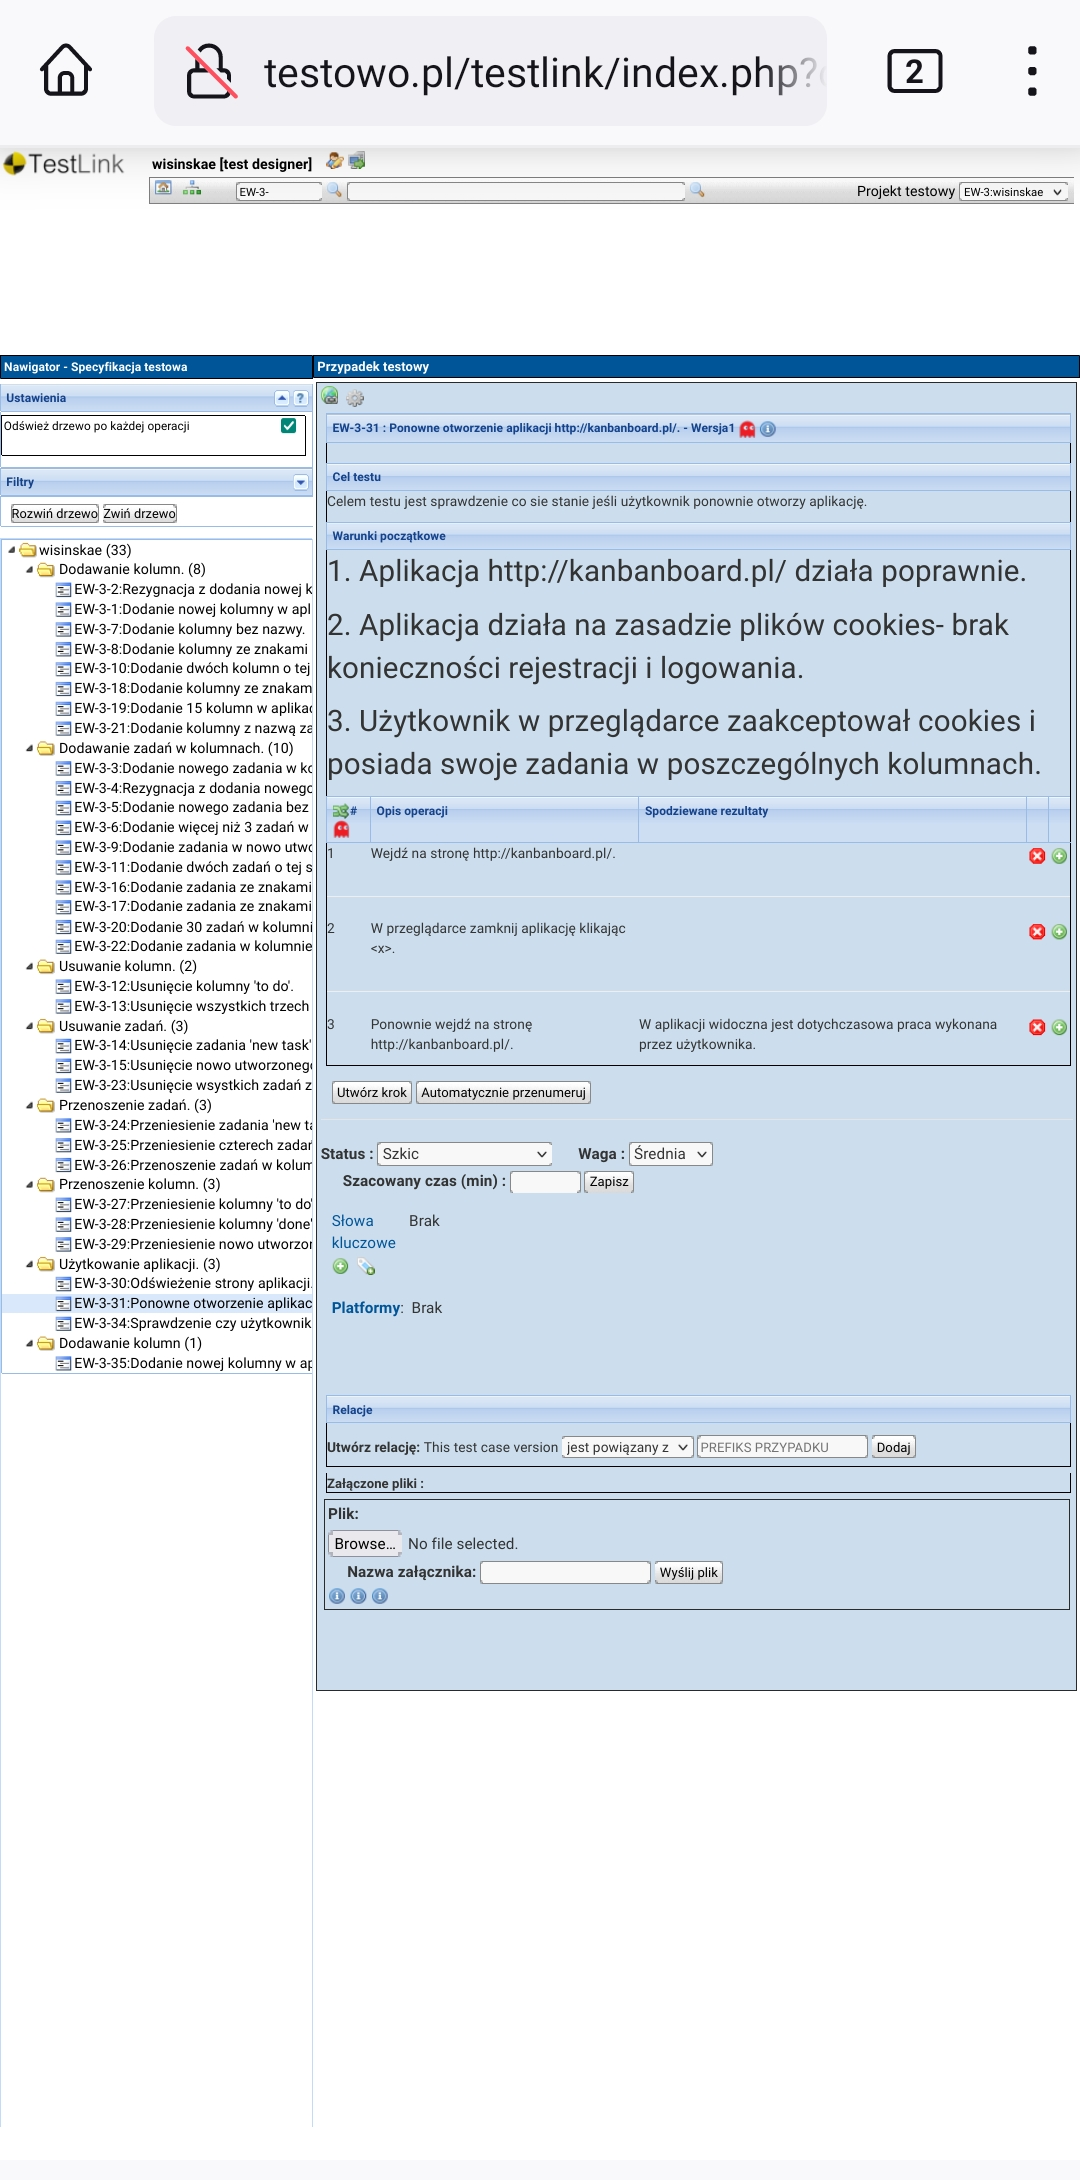 testowo.pl/testlink/index.php?
2
TestLink
wisinskae [test designer]
EW-3-
Projekt testowy
EW-3:wisinskae
Nawigator - Specyfikacja testowa
Ustawienia
?
Odśwież drzewo po każdej operacji
Filtry
Rozwiń drzewo
Zwiń drzewo
wisinskae (33)
Dodawanie kolumn. (8)
EW-3-2:Rezygnacja z dodania nowej k
EW-3-1:Dodanie nowej kolumny w apl
EW-3-7:Dodanie kolumny bez nazwy.
EW-3-8:Dodanie kolumny ze znakami
EW-3-10:Dodanie dwóch kolumn o tej
EW-3-18:Dodanie kolumny ze znakam
EW-3-19:Dodanie 15 kolumn w aplikac
EW-3-21:Dodanie kolumny z nazwą za
Dodawanie zadań w kolumnach. (10)
EW-3-3:Dodanie nowego zadania w ko
EW-3-4:Rezygnacja z dodania nowego
EW-3-5:Dodanie nowego zadania bez
EW-3-6:Dodanie więcej niż 3 zadań w
EW-3-9:Dodanie zadania w nowo utwo
EW-3-11:Dodanie dwóch zadań o tej s
EW-3-16:Dodanie zadania ze znakami
EW-3-17:Dodanie zadania ze znakami
EW-3-20:Dodanie 30 zadań w kolumni
EW-3-22:Dodanie zadania w kolumnie
Usuwanie kolumn. (2)
EW-3-12:Usunięcie kolumny 'to do'.
EW-3-13:Usunięcie wszystkich trzech
Usuwanie zadań. (3)
EW-3-14:Usunięcie zadania 'new task'
EW-3-15:Usunięcie nowo utworzoneg
EW-3-23:Usunięcie wsystkich zadań z
Przenoszenie zadań. (3)
EW-3-24:Przeniesienie zadania 'new ta
EW-3-25:Przeniesienie czterech zadań
EW-3-26:Przenoszenie zadań w kolum
Przenoszenie kolumn. (3)
EW-3-27:Przeniesienie kolumny 'to do'
EW-3-28:Przeniesienie kolumny 'done'
EW-3-29:Przeniesienie nowo utworzor
Użytkowanie aplikacji. (3)
EW-3-30:Odświeżenie strony aplikacji.
EW-3-31:Ponowne otworzenie aplikac
EW-3-34:Sprawdzenie czy użytkownik
Dodawanie kolumn (1)
EW-3-35:Dodanie nowej kolumny w ap
Przypadek testowy
EW-3-31 : Ponowne otworzenie aplikacji http://kanbanboard.pl/. - Wersja1
Cel testu
Celem testu jest sprawdzenie co sie stanie jeśli użytkownik ponownie otworzy aplikację.
Warunki początkowe
1. Aplikacja http://kanbanboard.pl/ działa poprawnie.
2. Aplikacja działa na zasadzie plików cookies- brak
konieczności rejestracji i logowania.
3. Użytkownik w przeglądarce zaakceptował cookies i
posiada swoje zadania w poszczególnych kolumnach.
# Opis operacji Spodziewane rezultaty
1 Wejdź na stronę http://kanbanboard.pl/.
2 W przeglądarce zamknij aplikację klikając
<x>.
3 Ponownie wejdź na stronę W aplikacji widoczna jest dotychczasowa praca wykonana
http://kanbanboard.pl/. przez użytkownika.
Utwórz krok Automatycznie przenumeruj
Status : Szkic Waga : Średnia
Szacowany czas (min) : Zapisz
Słowa Brak
kluczowe
Platformy: Brak
Relacje
Utwórz relację: This test case version jest powiązany z PREFIKS PRZYPADKU Dodaj
Załączone pliki :
Plik:
Browse... No file selected.
Nazwa załącznika: Wyślij plik